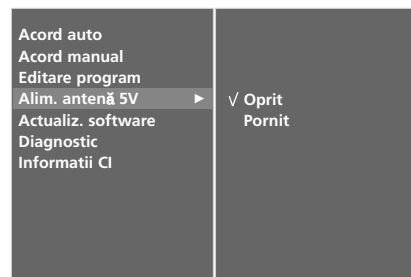 Acord auto
Acord manual
Editare program
Alim. antenă 5V ►
Actualiz. software
Diagnostic
Informatii CI
√ Oprit
Pornit